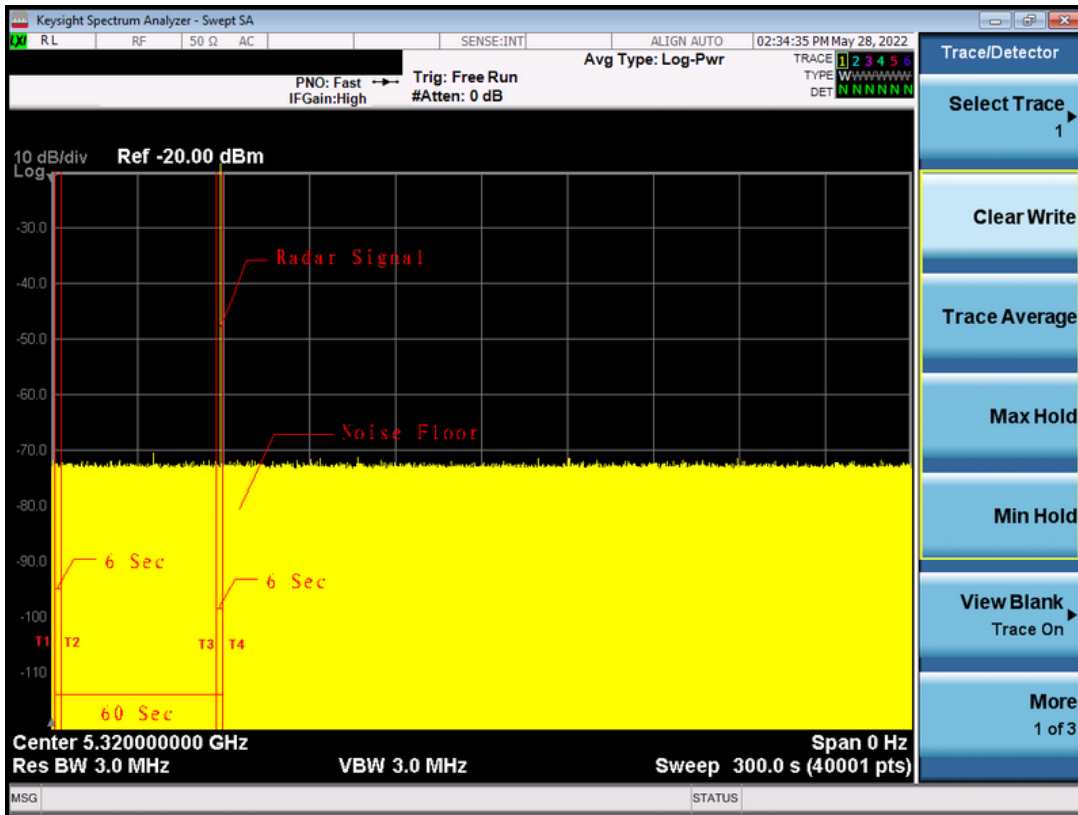 Keysight Spectrum Analyzer - Swept SA
LXI RL RF 50 Ω AC SENSE:INT ALIGN AUTO 02:34:35 PM May 28, 2022
PNO: Fast
IFGain:High
Trig: Free Run
#Atten: 0 dB
Avg Type: Log-Pwr
TRACE 1 2 3 4 5 6
TYPE WWWWWWW
DET N N N N N N
10 dB/div
Log
Ref -20.00 dBm
-30.0
-40.0
-50.0
-60.0
-70.0
-80.0
-90.0
-100
-110
Radar Signal
Noise Floor
6 Sec
6 Sec
T1 T2 T3 T4
60 Sec
Center 5.320000000 GHz Span 0 Hz
Res BW 3.0 MHz VBW 3.0 MHz Sweep 300.0 s (40001 pts)
MSG STATUS
Trace/Detector
Select Trace
1
Clear Write
Trace Average
Max Hold
Min Hold
View Blank
Trace On
More
1 of 3